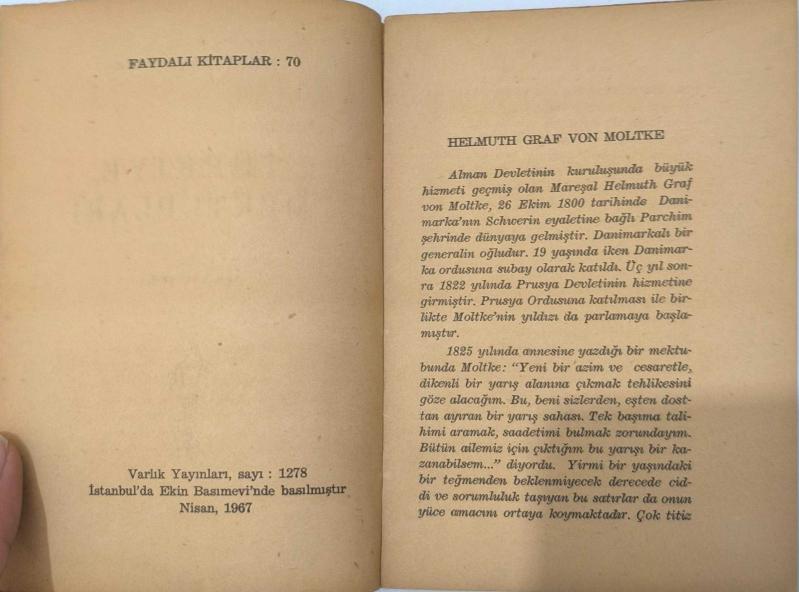 FAYDALI KİTAPLAR : 70
Varlık Yayınları, sayı : 1278
İstanbul'da Ekin Basımevi'nde basılmıştır
Nisan, 1967
HELMUTH GRAF VON MOLTKE
Alman Devletinin kuruluşunda büyük
hizmeti geçmiş olan Mareşal Helmuth Graf
von Moltke, 26 Ekim 1800 tarihinde Dani-
marka'nın Schwerin eyaletine bağlı Parchim
şehrinde dünyaya gelmiştir. Danimarkalı bir
generalin oğludur. 19 yaşında iken Danimar-
ka ordusuna subay olarak katıldı. Üç yıl son-
ra 1822 yılında Prusya Devletinin hizmetine
girmiştir. Prusya Ordusuna katılması ile bir-
likte Moltke'nin yıldızı da parlamaya başla-
mıştır.
1825 yılında annesine yazdığı bir mektu-
bunda Moltke: "Yeni bir azim ve cesaretle,
dikenli bir yarış alanına çıkmak tehlikesini
göze alacağım. Bu, beni sizlerden, eşten dost-
tan ayıran bir yarış sahası. Tek başıma tali-
himi aramak, saadetimi bulmak zorundayım.
Bütün ailemiz için çıktığım bu yarışı bir ka-
zanabilsem..." diyordu. Yirmi bir yaşındaki
bir teğmenden beklenmiyecek derecede cid-
di ve sorumluluk taşıyan bu satırlar da onun
yüce amacını ortaya koymaktadır. Çok titiz